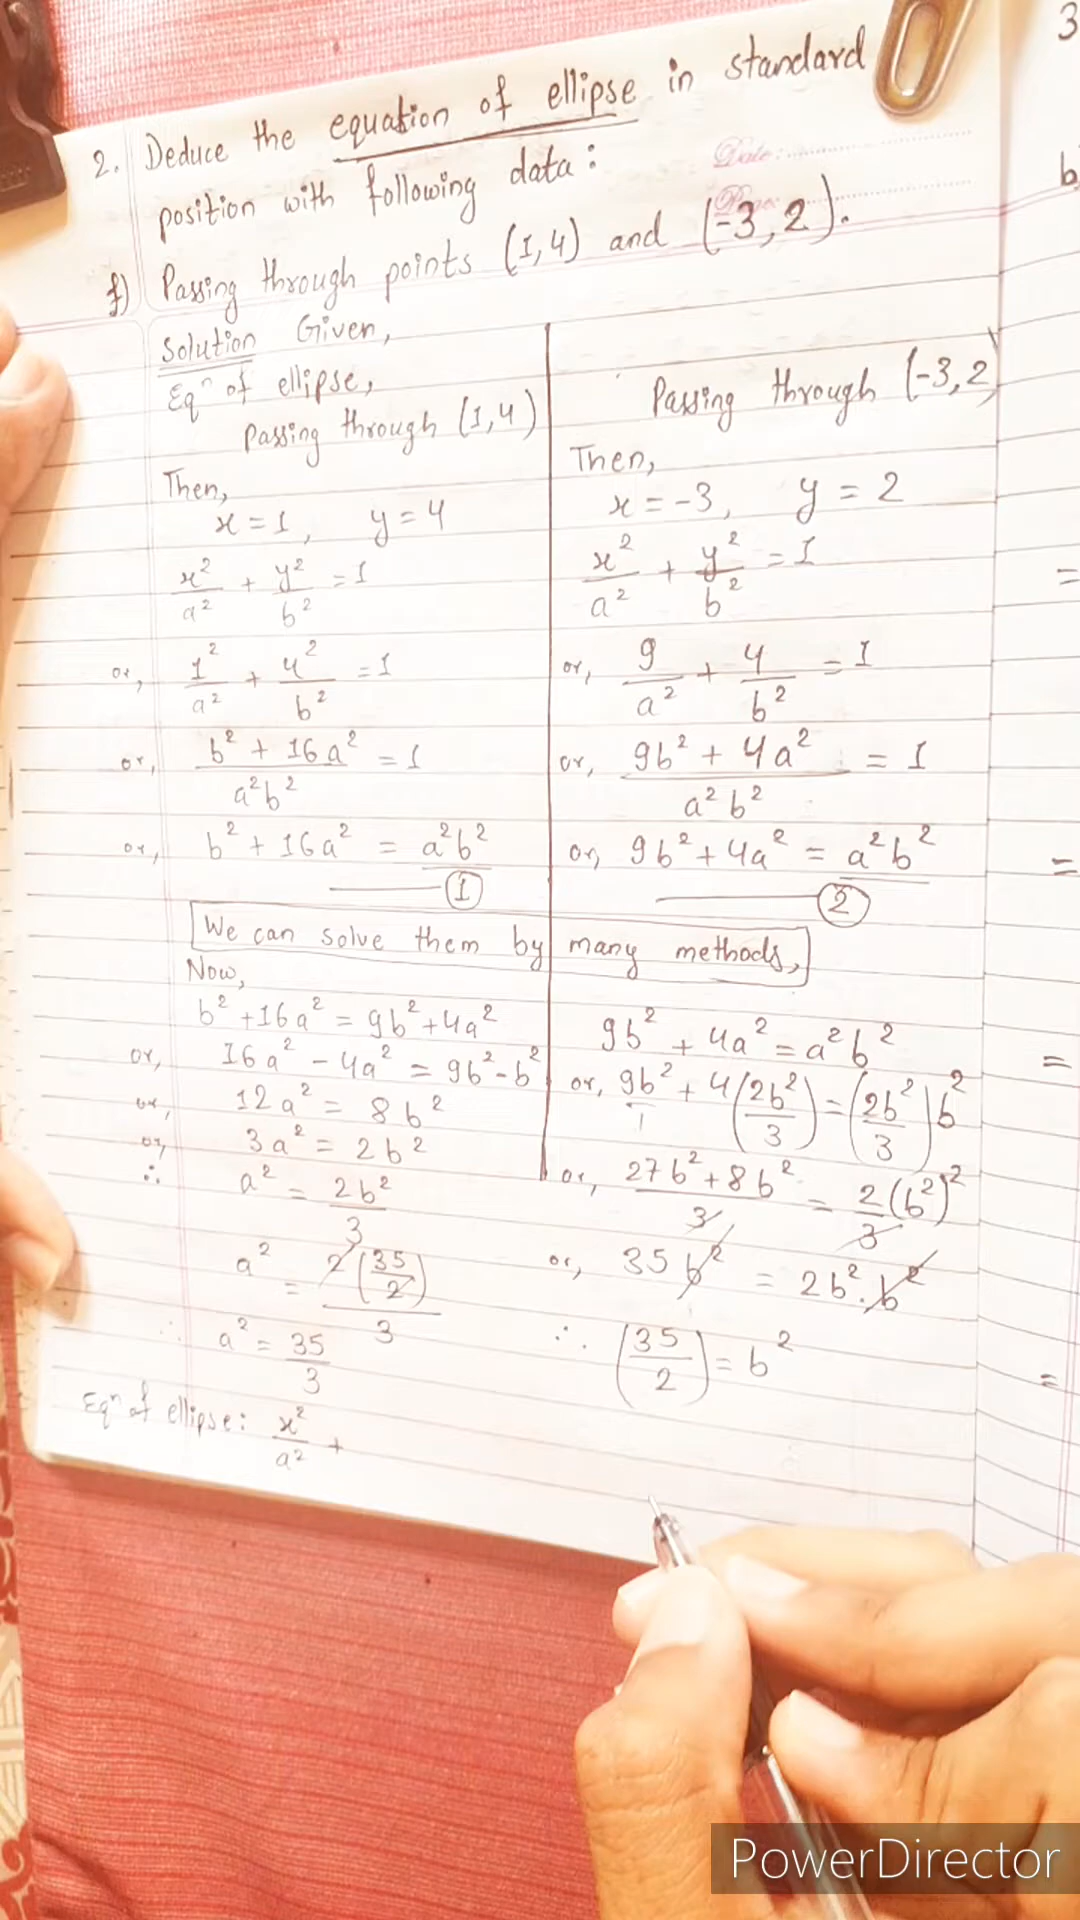 2. Deduce the equation of ellipse in standard
position with following data :
Date:
f) Passing through points (1,4) and (-3,2).
Solution Given,
Eqⁿ of ellipse,
Passing through (1,4)
Then,
x = 1, y = 4
x²/a² + y²/b² = 1
or, 1²/a² + 4²/b² = 1
or, (b² + 16a²)/a²b² = 1
or, b² + 16a² = a²b²
①
Passing through (-3,2)
Then,
x = -3, y = 2
x²/a² + y²/b² = 1
or, 9/a² + 4/b² = 1
or, (9b² + 4a²)/a²b² = 1
or, 9b² + 4a² = a²b²
②
We can solve them by many methods,
Now,
b² + 16a² = 9b² + 4a²
or, 16a² - 4a² = 9b² - b²
or, 12a² = 8b²
or, 3a² = 2b²
∴ a² = 2b²/3
a² = 2(35/2)/3
∴ a² = 35/3
9b² + 4a² = a²b²
or, 9b²/1 + 4(2b²/3) = (2b²/3)b²
or, (27b² + 8b²)/3 = 2(b²)²/3
or, 35b² = 2b².b²
∴ (35/2) = b²
Eqⁿ of ellipse: x²/a² +
3
b
=
=
=
=
PowerDirector